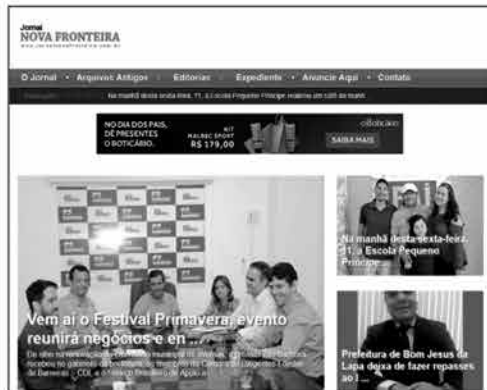 Jornal
NOVA FRONTEIRA
O Jornal • Arquivos Antigos • Editorias • Expediente • Anuncie Aqui • Contato
Na manhã desta sexta-feira, 11, a Escola Pequeno Príncipe realizou um café da manh
NO DIA DOS PAIS,
DÊ PRESENTES
O BOTICÁRIO.
KIT
MALBEC SPORT
R$ 179,00
oBoticário
SAIBA MAIS
Vem aí o Festival Primavera, evento
reunirá negócios e en ...
Na manhã desta sexta-feira,
11, a Escola Pequeno
Príncipe ...
Prefeitura de Bom Jesus da
Lapa deixa de fazer repasses
ao I ...